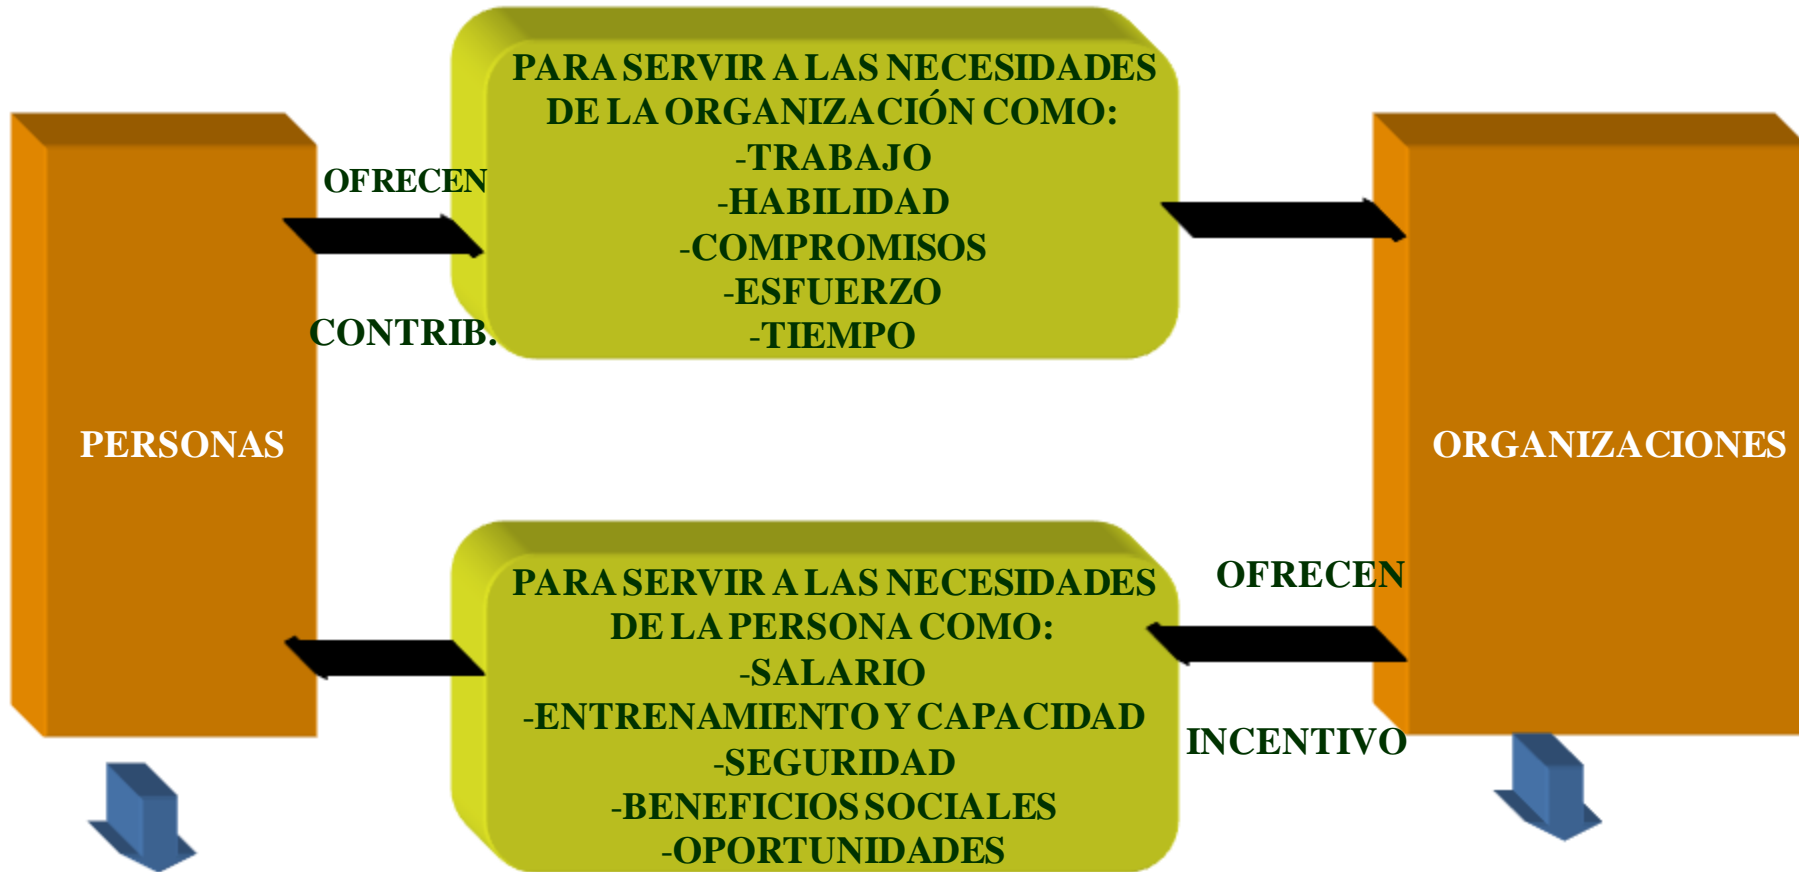 PARA SERVIR A LAS NECESIDADES
DE LA ORGANIZACIÓN COMO:
-TRABAJO
-HABILIDAD
-COMPROMISOS
-ESFUERZO
-TIEMPO
OFRECEN
CONTRIB.
PERSONAS
ORGANIZACIONES
PARA SERVIR A LAS NECESIDADES
DE LA PERSONA COMO:
-SALARIO
-ENTRENAMIENTO Y CAPACIDAD
-SEGURIDAD
-BENEFICIOS SOCIALES
-OPORTUNIDADES
OFRECEN
INCENTIVO